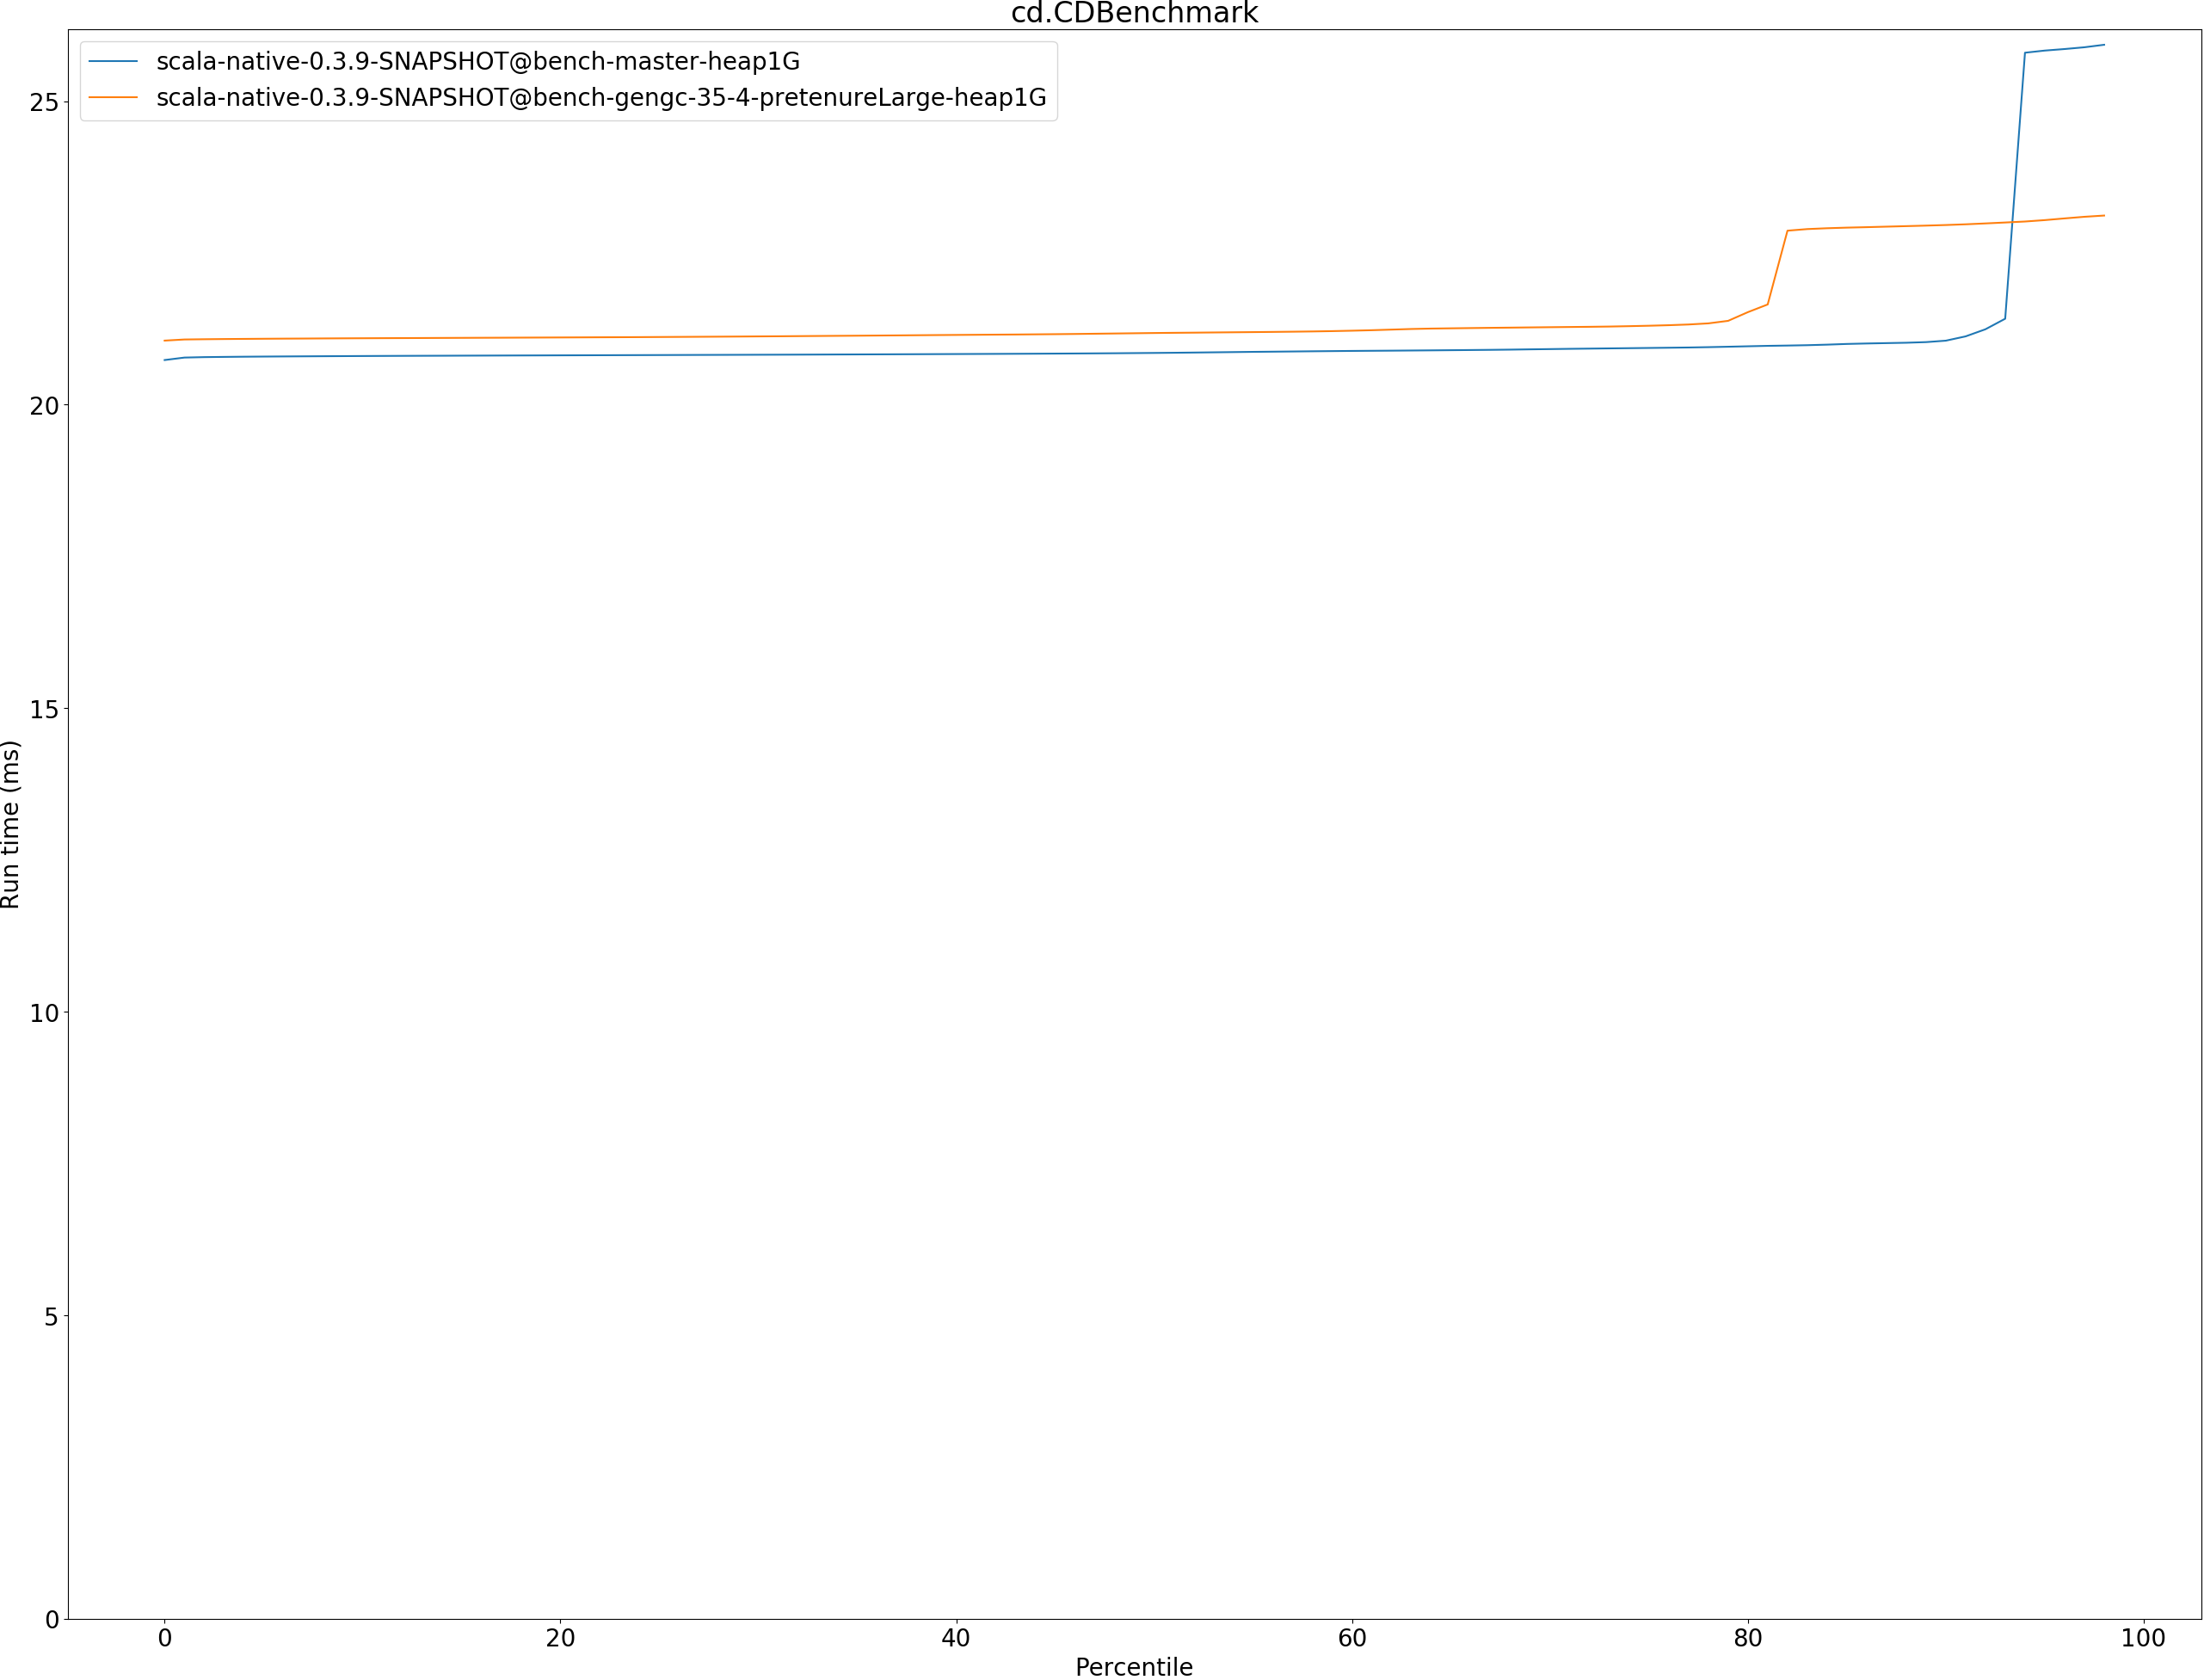 cd.CDBenchmark
scala-native-0.3.9-SNAPSHOT@bench-master-heap1G
scala-native-0.3.9-SNAPSHOT@bench-gengc-35-4-pretenureLarge-heap1G
25
20
15
10
5
0
Run time (ms)
0 20 40 60 80 100
Percentile